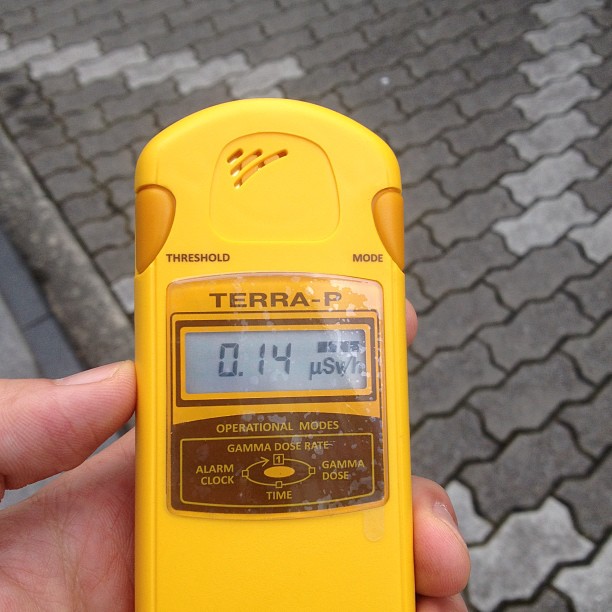 THRESHOLD MODE
TERRA-P
0.14 µSv/h
OPERATIONAL MODES
GAMMA DOSE RATE
1
ALARM CLOCK
GAMMA DOSE
TIME